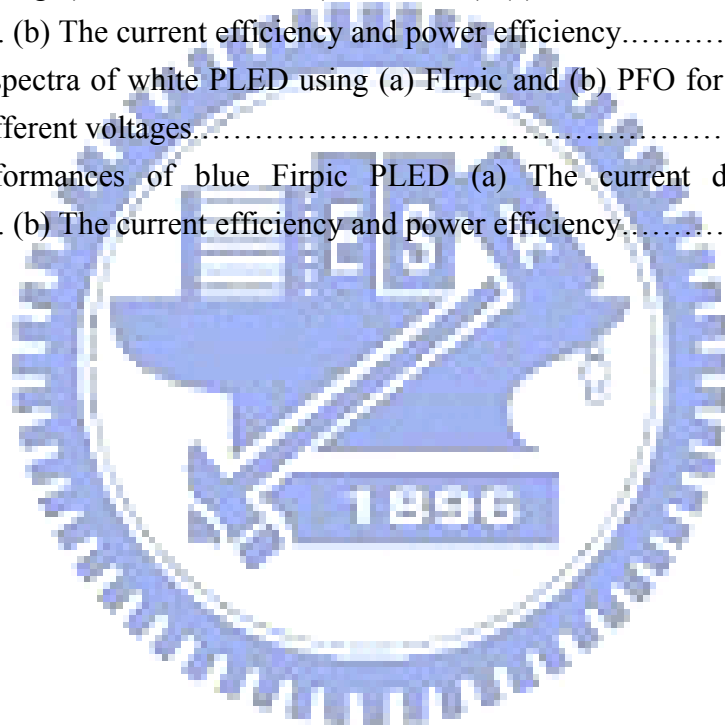 . (b) The current efficiency and power efficiency..........
spectra of white PLED using (a) FIrpic and (b) PFO for
fferent voltages.............................................................
formances of blue Firpic PLED (a) The current d
. (b) The current efficiency and power efficiency..........
1896